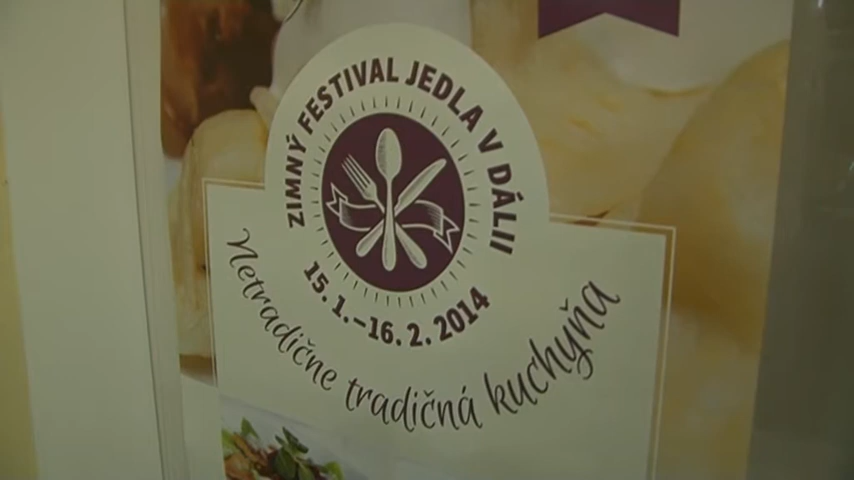 ZIMNÝ FESTIVAL JEDLA V DÁLII
15. 1.–16. 2. 2014
Netradične tradičná kuchyňa